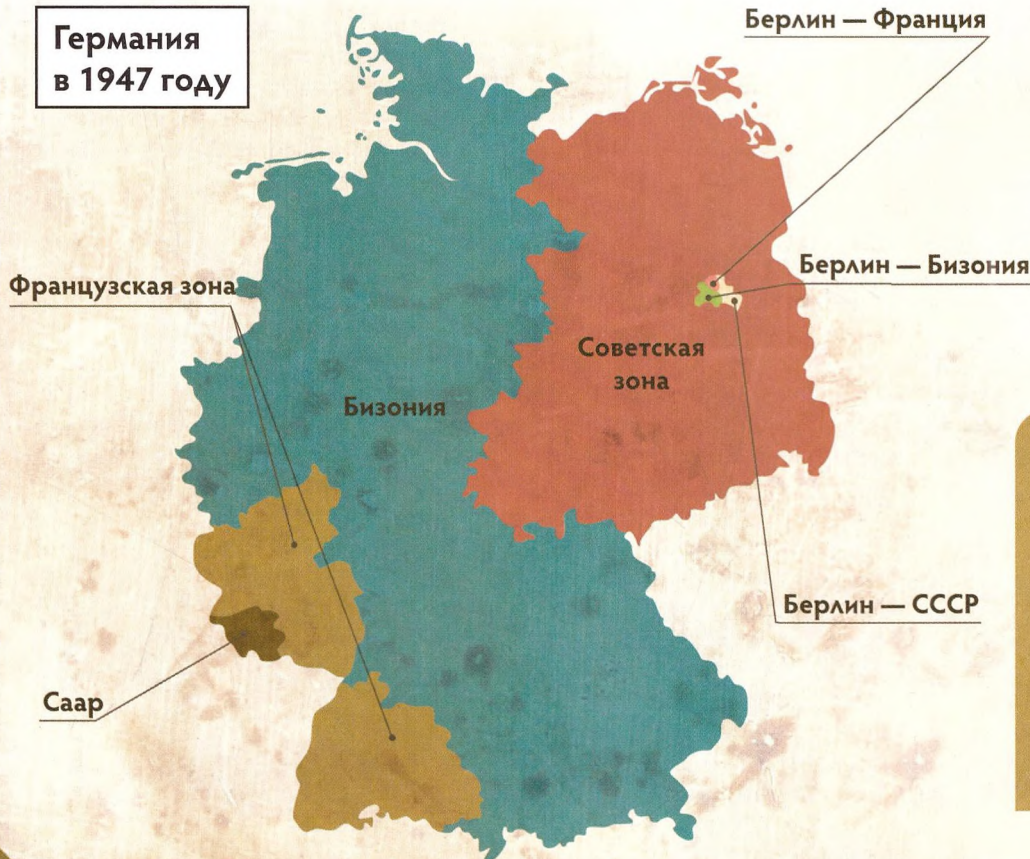 Германия
в 1947 году
Берлин — Франция
Берлин — Бизония
Французская зона
Советская
зона
Бизония
Берлин — СССР
Саар